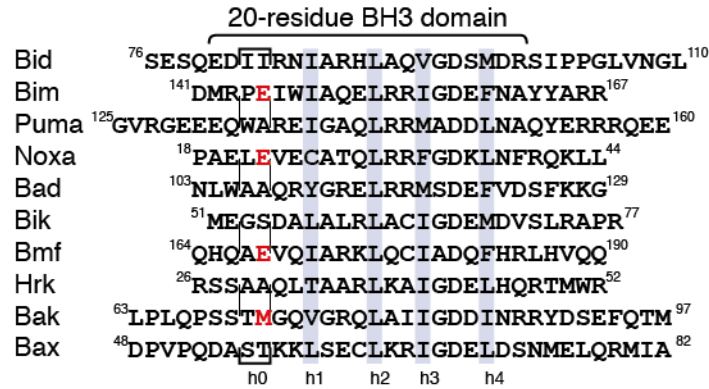 20-residue BH3 domain
Bid 76SESQEDIIRNIARHLAQVGDSMDRSIPPGLVNGL110
Bim 141DMRPEIWIAQELRRIGDEFNAYYARR167
Puma 125GVRGEEEQWAREIGAQLRRMADDLNAQYERRRQEE160
Noxa 18PAELEVECATQLRRFGDKLNFRQKLL44
Bad 103NLWAAQRYGRELRRMSDEFVDSFKKG129
Bik 51MEGSDALALRLACIGDEMDVSLRAPR77
Bmf 164QHQAEVQIARKLQCIADQFHRLHVQQ190
Hrk 26RSSAAQLTAARLKAIGDELHQRTMWR52
Bak 63LPLQPSSTMGQVGRQLAIIGDDINRRYDSEFQTM97
Bax 48DPVPQDASTKKLSECLKRIGDELDSNMELQRMIA82
h0 h1 h2 h3 h4